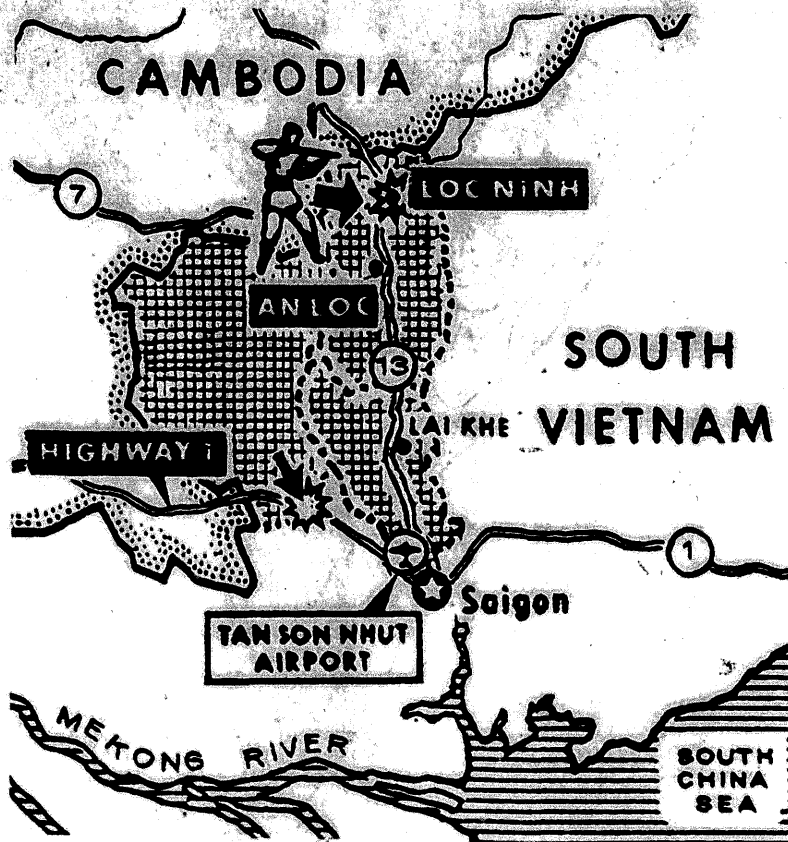 CAMBODIA
7
LOC NINH
AN LOC
13
SOUTH
VIETNAM
LAI KHE
HIGHWAY 1
1
Saigon
TAN SON NHUT
AIRPORT
MEKONG RIVER
SOUTH
CHINA
SEA